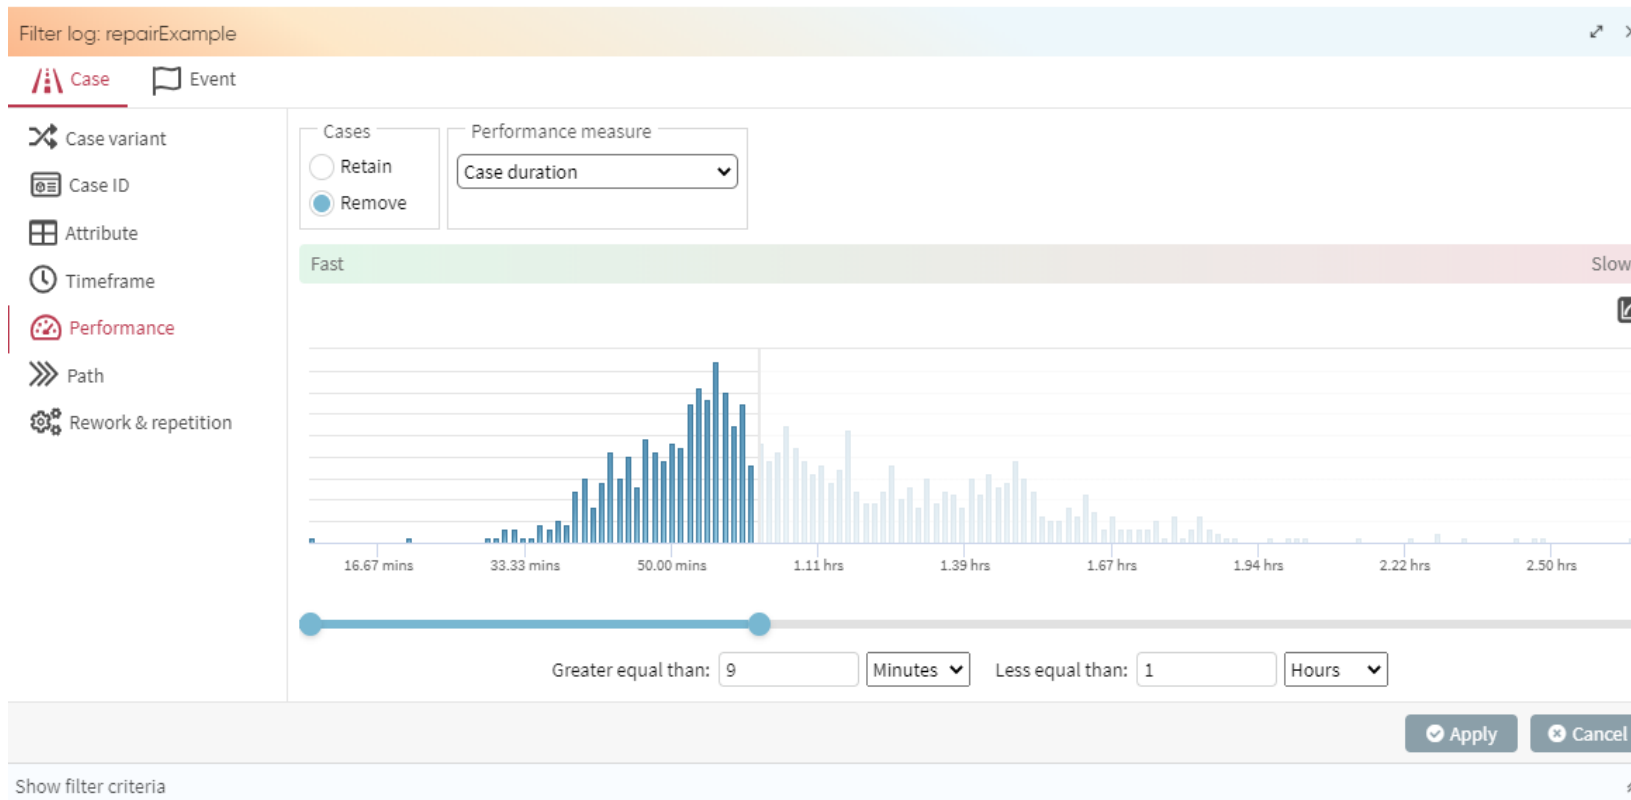 Filter log: repairExample
Case
Event
Case variant
Case ID
Attribute
Timeframe
Performance
Path
Rework & repetition
Cases
Retain
Remove
Performance measure
Case duration
Fast
Slow
16.67 mins
33.33 mins
50.00 mins
1.11 hrs
1.39 hrs
1.67 hrs
1.94 hrs
2.22 hrs
2.50 hrs
Greater equal than: 9 Minutes Less equal than: 1 Hours
Apply
Cancel
Show filter criteria